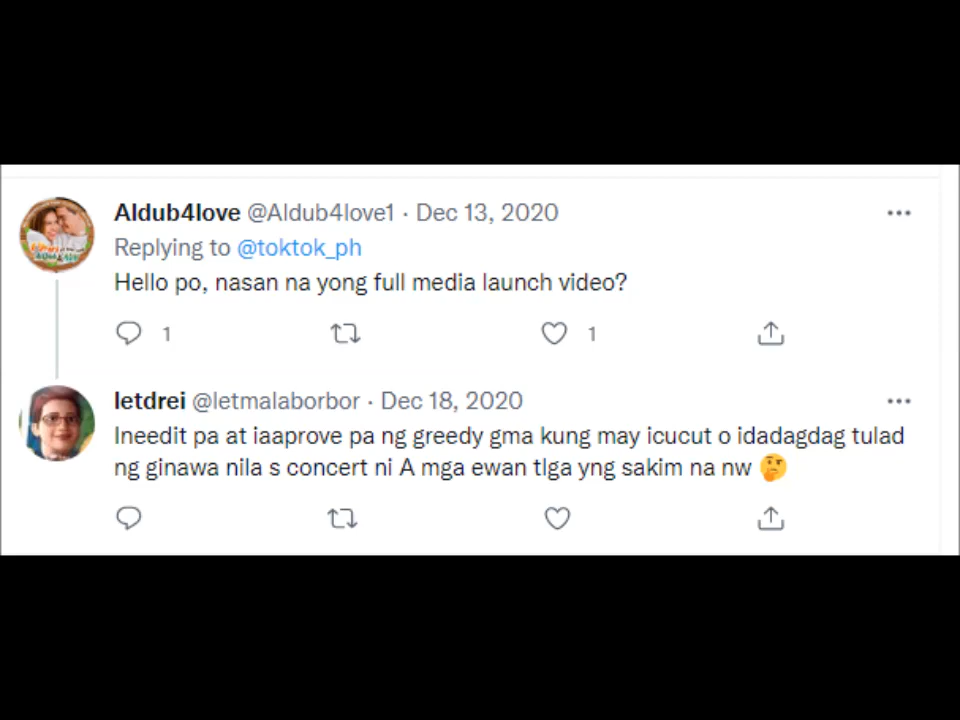 Aldub4love @Aldub4love1 · Dec 13, 2020
Replying to @toktok_ph
Hello po, nasan na yong full media launch video?
1 1
letdrei @letmalaborbor · Dec 18, 2020
Ineedit pa at iaaprove pa ng greedy gma kung may icucut o idadagdag tulad
ng ginawa nila s concert ni A mga ewan tlga yng sakim na nw 🤔